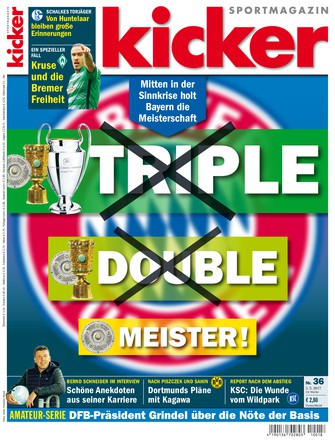 SCHALKES TORJÄGER
Von Huntelaar
bleiben große
Erinnerungen
SPORTMAGAZIN
kicker
kicker
EIN SPEZIELLER
FALL
Kruse
und die
Bremer
Freiheit
Mitten in der
Sinnkrise holt
Bayern die
Meisterschaft
TRIPLE
DOUBLE
MEISTER!
Nr. 36
€ 2,80
BERND SCHNEIDER IM INTERVIEW
Schöne Anekdoten
aus seiner Karriere
NACH PISZCZEK UND SAHIN
Dortmunds Pläne
mit Kagawa
REPORT NACH DEM ABSTIEG
KSC: Die Wunde
vom Wildpark
AMATEUR-SERIE DFB-Präsident Grindel über die Nöte der Basis